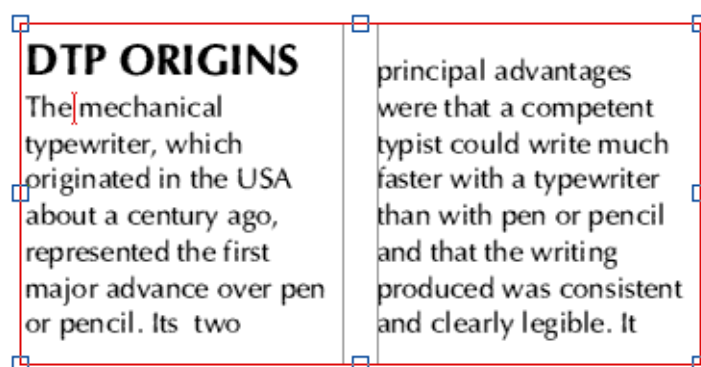 DTP ORIGINS
The mechanical
typewriter, which
originated in the USA
about a century ago,
represented the first
major advance over pen
or pencil. Its  two
principal advantages
were that a competent
typist could write much
faster with a typewriter
than with pen or pencil
and that the writing
produced was consistent
and clearly legible. It